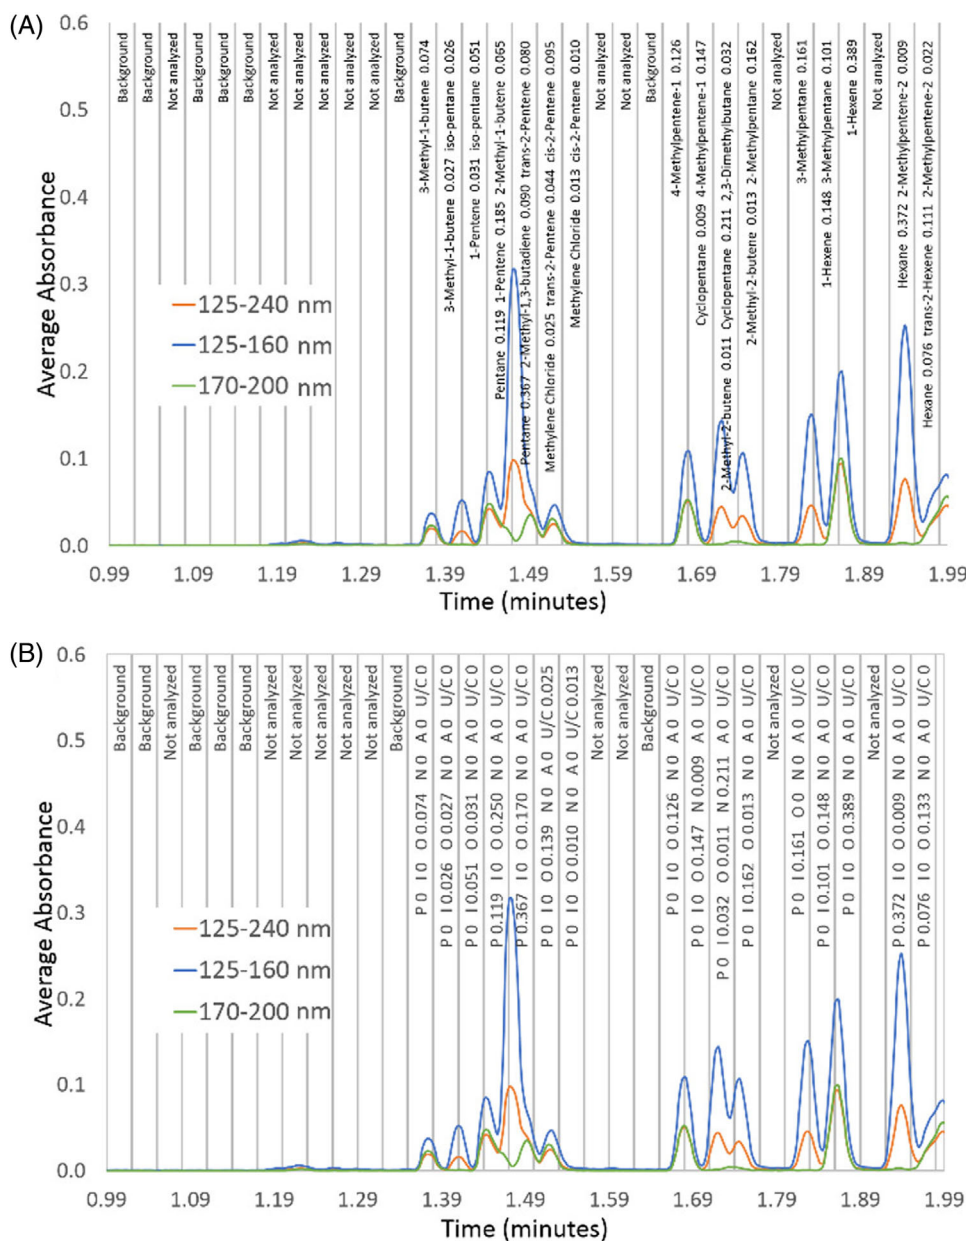 (A)
0.6
0.5
0.4
0.3
0.2
0.1
0.0
Average Absorbance
Background
Background
Not analyzed
Background
Background
Background
Not analyzed
Not analyzed
Not analyzed
Not analyzed
Not analyzed
Background
3-Methyl-1-butene 0.074
3-Methyl-1-butene 0.027 iso-pentane 0.026
1-Pentene 0.031 iso-pentane 0.051
Pentane 0.119 1-Pentene 0.185 2-Methyl-1-butene 0.065
Pentane 0.367 2-Methyl-1,3-butadiene 0.090 trans-2-Pentene 0.080
Methylene Chloride 0.025 trans-2-Pentene 0.044 cis-2-Pentene 0.095
Methylene Chloride 0.013 cis-2-Pentene 0.010
Not analyzed
Not analyzed
Background
4-Methylpentene-1 0.126
Cyclopentane 0.009 4-Methylpentene-1 0.147
2-Methyl-2-butene 0.011 Cyclopentane 0.211 2,3-Dimethylbutane 0.032
2-Methyl-2-butene 0.013 2-Methylpentane 0.162
Not analyzed
3-Methylpentane 0.161
1-Hexene 0.148 3-Methylpentane 0.101
1-Hexene 0.389
Not analyzed
Hexane 0.372 2-Methylpentene-2 0.009
Hexane 0.076 trans-2-Hexene 0.111 2-Methylpentene-2 0.022
125-240 nm
125-160 nm
170-200 nm
0.99 1.09 1.19 1.29 1.39 1.49 1.59 1.69 1.79 1.89 1.99
Time (minutes)
(B)
0.6
0.5
0.4
0.3
0.2
0.1
0.0
Average Absorbance
Background
Background
Not analyzed
Background
Background
Background
Not analyzed
Not analyzed
Not analyzed
Not analyzed
Not analyzed
Background
P 0 I 0 O 0.074 N 0 A 0 U/C 0
P 0 I 0.026 O 0.027 N 0 A 0 U/C 0
P 0 I 0.051 O 0.031 N 0 A 0 U/C 0
P 0.119 I 0 O 0.250 N 0 A 0 U/C 0
P 0.367 I 0 O 0.170 N 0 A 0 U/C 0
P 0 I 0 O 0.139 N 0 A 0 U/C 0.025
P 0 I 0 O 0.010 N 0 A 0 U/C 0.013
Not analyzed
Not analyzed
Background
P 0 I 0 O 0.126 N 0 A 0 U/C 0
P 0 I 0 O 0.147 N 0.009 A 0 U/C 0
P 0 I 0.032 O 0.011 N 0.211 A 0 U/C 0
P 0 I 0.162 O 0.013 N 0 A 0 U/C 0
Not analyzed
P 0 I 0.161 O 0 N 0 A 0 U/C 0
P 0 I 0.101 O 0.148 N 0 A 0 U/C 0
P 0 I 0 O 0.389 N 0 A 0 U/C 0
Not analyzed
P 0.372 I 0 O 0.009 N 0 A 0 U/C 0
P 0.076 I 0 O 0.133 N 0 A 0 U/C 0
125-240 nm
125-160 nm
170-200 nm
0.99 1.09 1.19 1.29 1.39 1.49 1.59 1.69 1.79 1.89 1.99
Time (minutes)